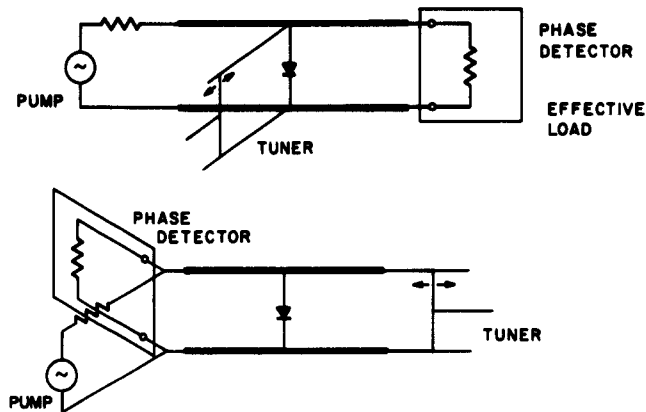 PHASE
DETECTOR
PUMP
EFFECTIVE
LOAD
TUNER
PHASE
DETECTOR
TUNER
PUMP